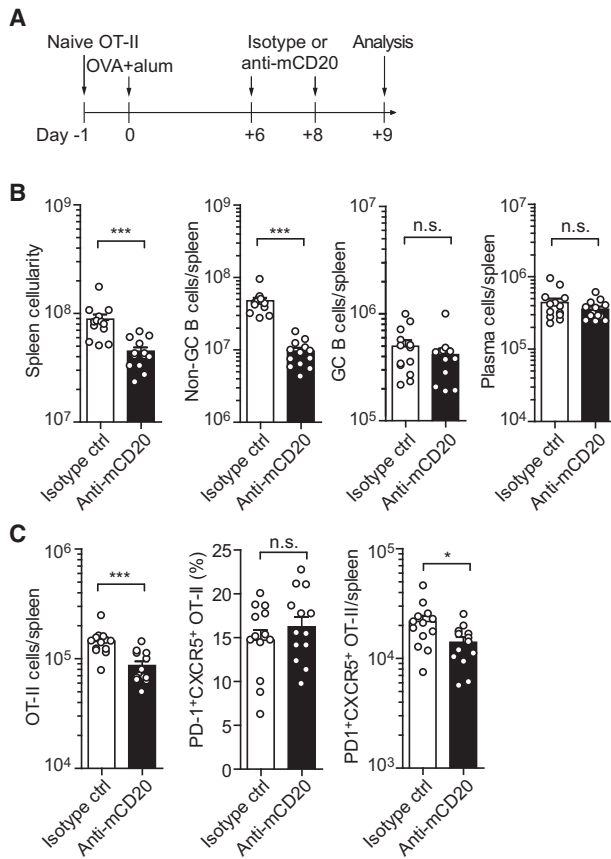 A
Naive OT-II
OVA+alum
Isotype or
anti-mCD20
Analysis
Day -1
0
+6
+8
+9
B
Spleen cellularity
10⁹
10⁸
10⁷
***
Isotype ctrl
Anti-mCD20
Non-GC B cells/spleen
10⁹
10⁸
10⁷
10⁶
***
Isotype ctrl
Anti-mCD20
GC B cells/spleen
10⁷
10⁶
10⁵
n.s.
Isotype ctrl
Anti-mCD20
Plasma cells/spleen
10⁷
10⁶
10⁵
10⁴
n.s.
Isotype ctrl
Anti-mCD20
C
OT-II cells/spleen
10⁶
10⁵
10⁴
***
Isotype ctrl
Anti-mCD20
PD-1⁺CXCR5⁺ OT-II (%)
25
20
15
10
5
0
n.s.
Isotype ctrl
Anti-mCD20
PD1⁺CXCR5⁺ OT-II/spleen
10⁵
10⁴
10³
*
Isotype ctrl
Anti-mCD20